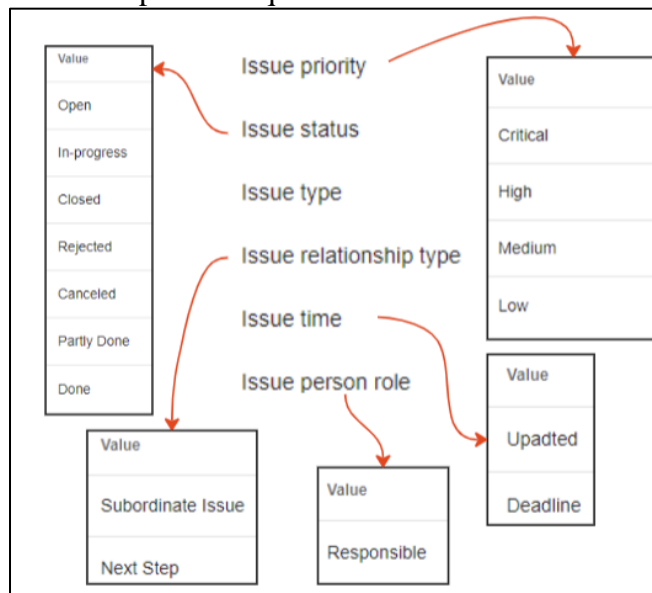 Value
Open
In-progress
Closed
Rejected
Canceled
Partly Done
Done
Issue priority
Issue status
Issue type
Issue relationship type
Issue time
Issue person role
Value
Critical
High
Medium
Low
Value
Upadted
Deadline
Value
Subordinate Issue
Next Step
Value
Responsible